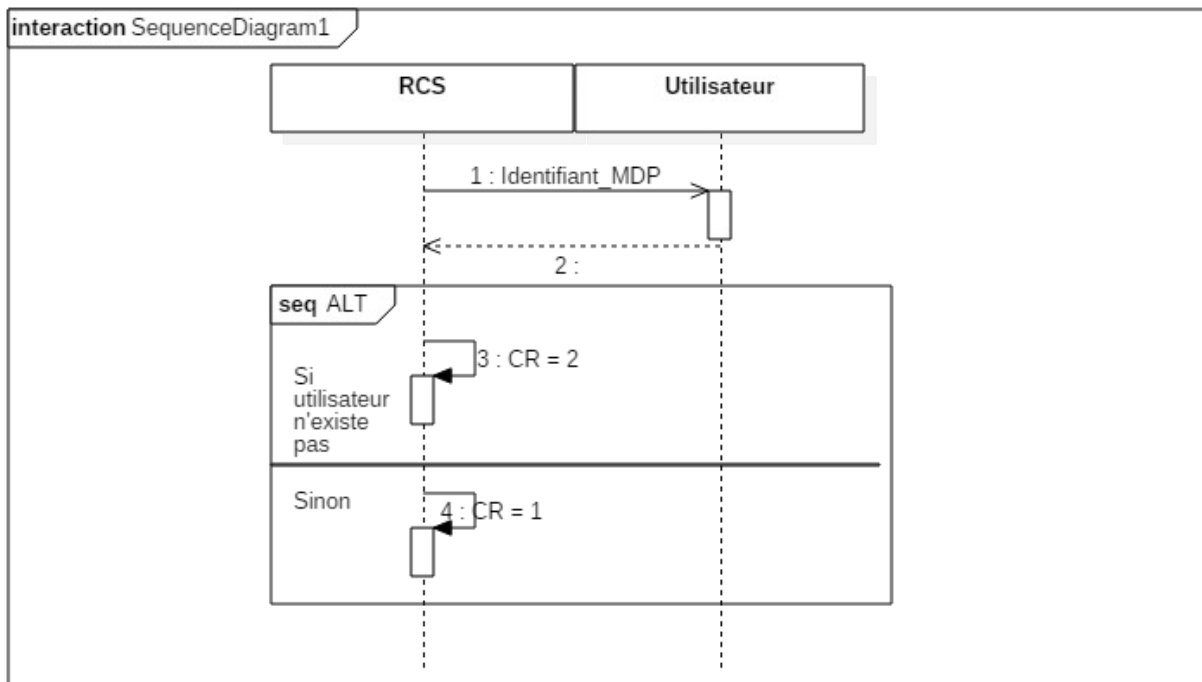 interaction SequenceDiagram1
RCS
Utilisateur
1 : Identifiant_MDP
2 :
seq ALT
3 : CR = 2
Si
utilisateur
n'existe
pas
Sinon
4 : CR = 1